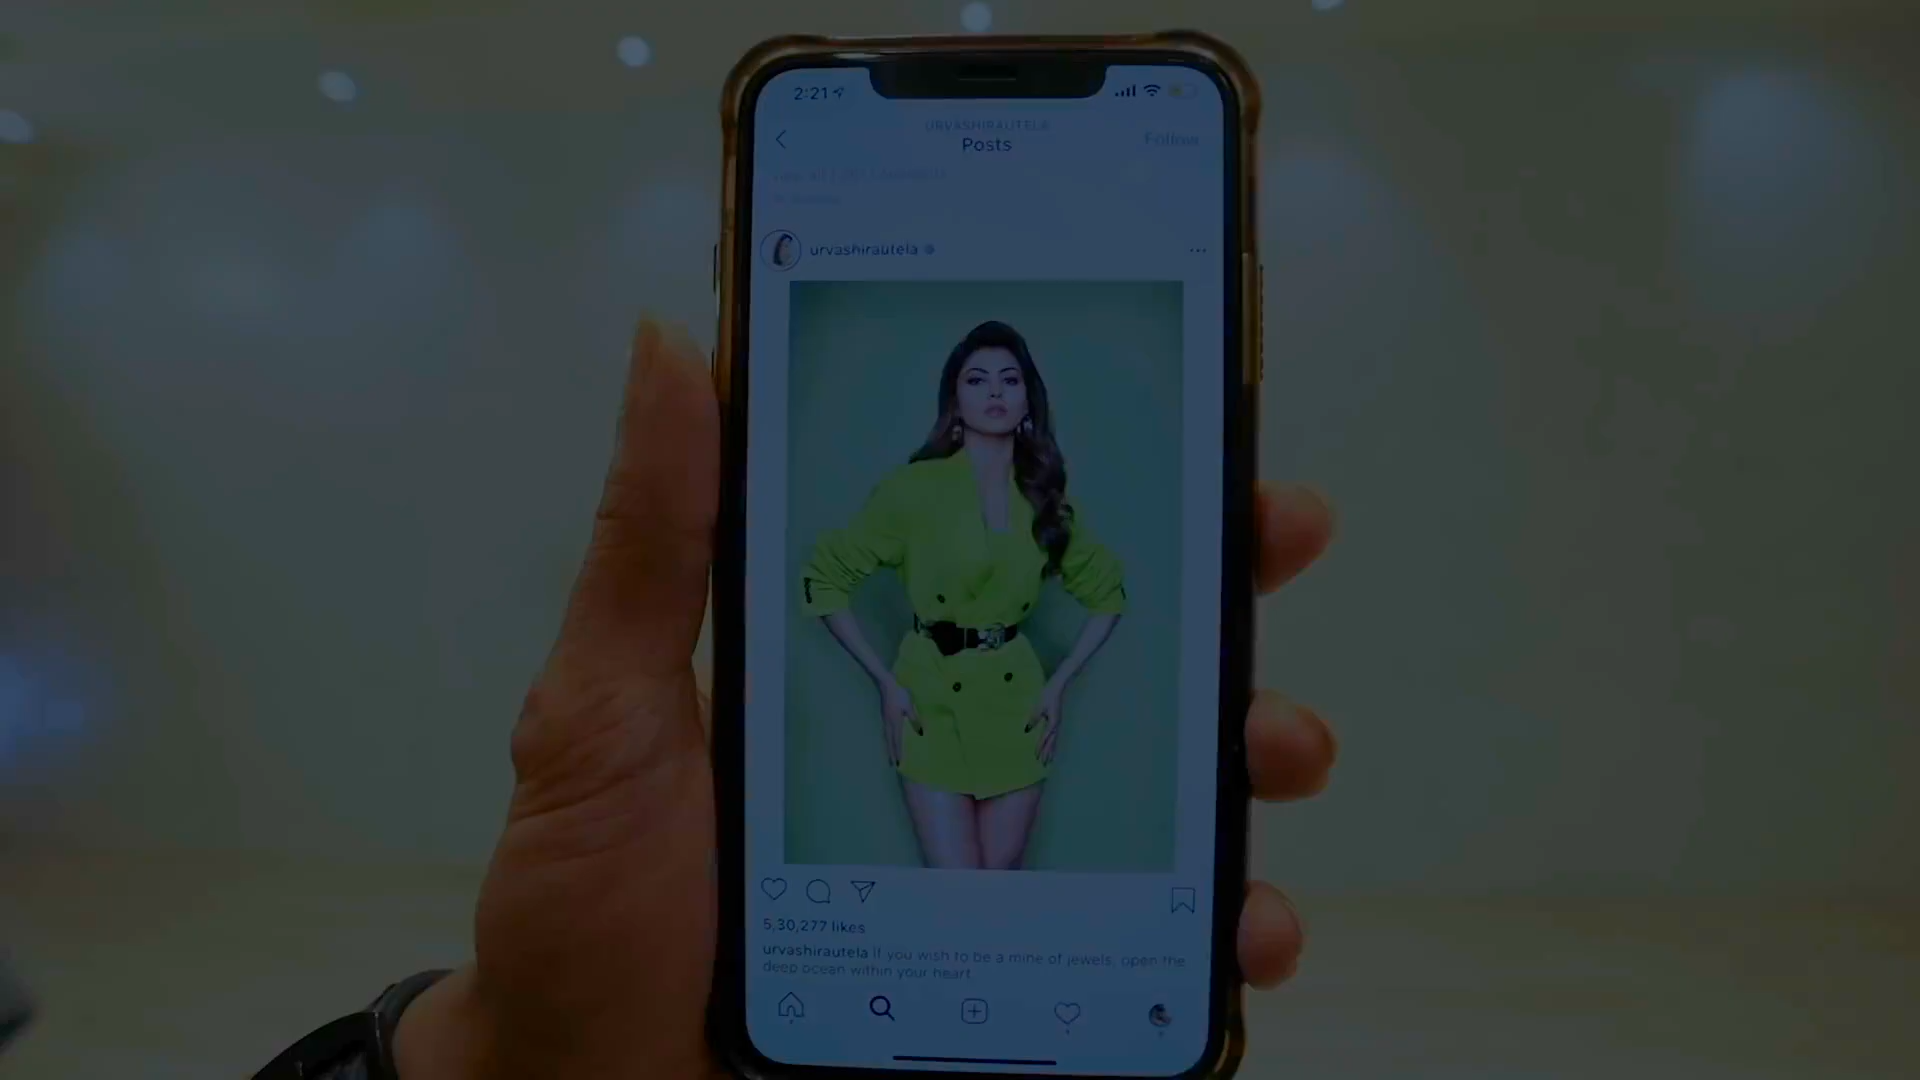 2:21
URVASHIRAUTELA
Posts
Follow
urvashirautela
5,30,277 likes
urvashirautela If you wish to be a mine of jewels, open the
deep ocean within your heart